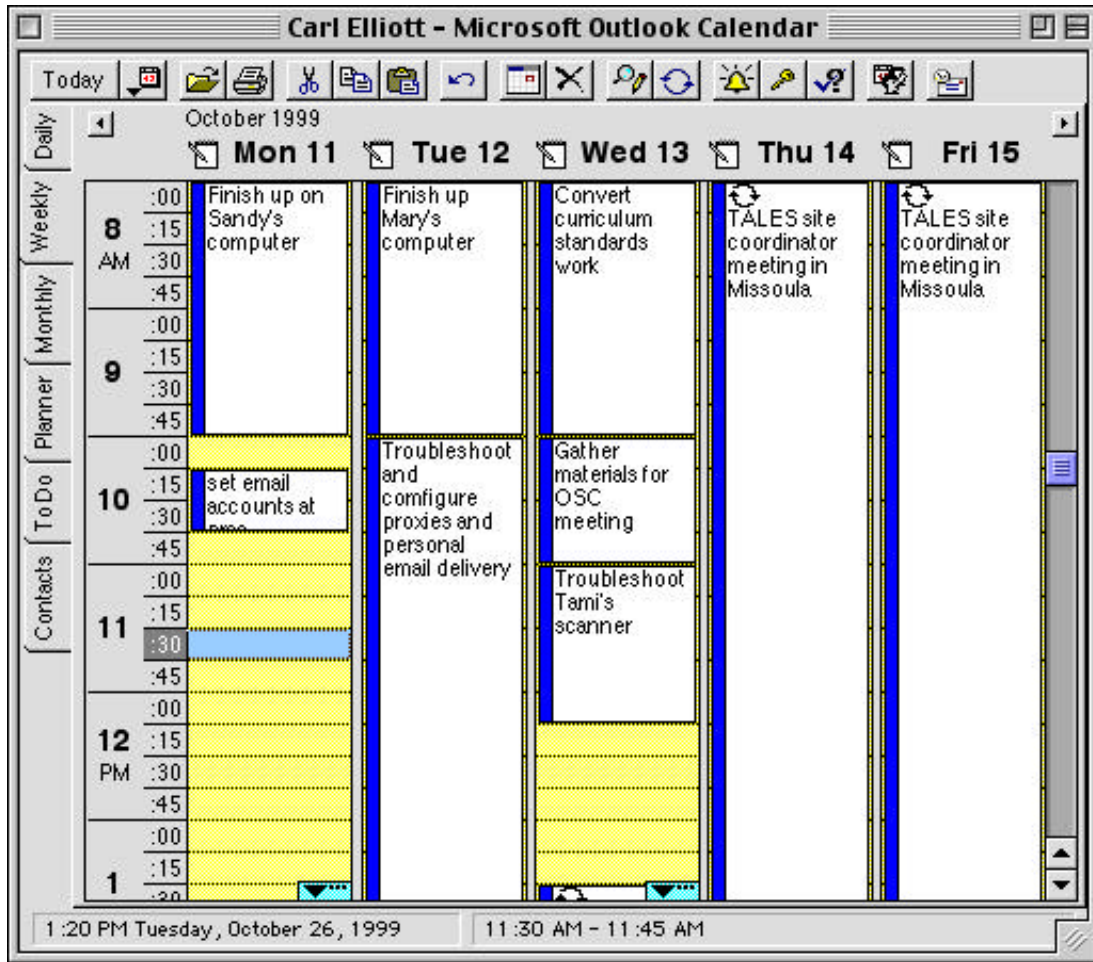 Carl Elliott – Microsoft Outlook Calendar
Today
October 1999
Mon 11
Tue 12
Wed 13
Thu 14
Fri 15
Daily
Weekly
Monthly
Planner
To Do
Contacts
8
AM
:00
:15
:30
:45
9
:00
:15
:30
:45
10
:00
:15
:30
:45
11
:00
:15
:30
:45
12
PM
:00
:15
:30
:45
1
:00
:15
:30
Finish up on
Sandy's
computer
set email
accounts at
Finish up
Mary's
computer
Troubleshoot
and
comfigure
proxies and
personal
email delivery
Convert
curriculum
standards
work
Gather
materials for
OSC
meeting
Troubleshoot
Tami's
scanner
TALES site
coordinator
meeting in
Missoula
TALES site
coordinator
meeting in
Missoula
1:20 PM Tuesday, October 26, 1999
11:30 AM – 11:45 AM